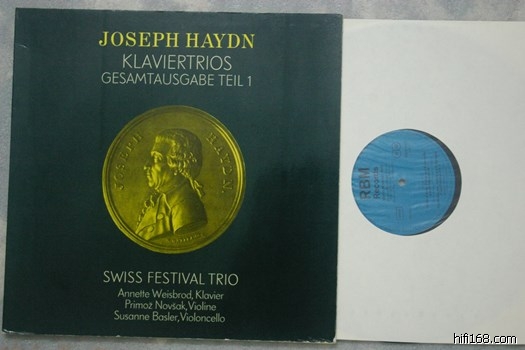 JOSEPH HAYDN
KLAVIERTRIOS
GESAMTAUSGABE TEIL 1
JOSEPH HAYDN
SWISS FESTIVAL TRIO
Annette Weisbrod, Klavier
Primož Novšak, Violine
Susanne Basler, Violoncello
RBM
Records
hifi168.com